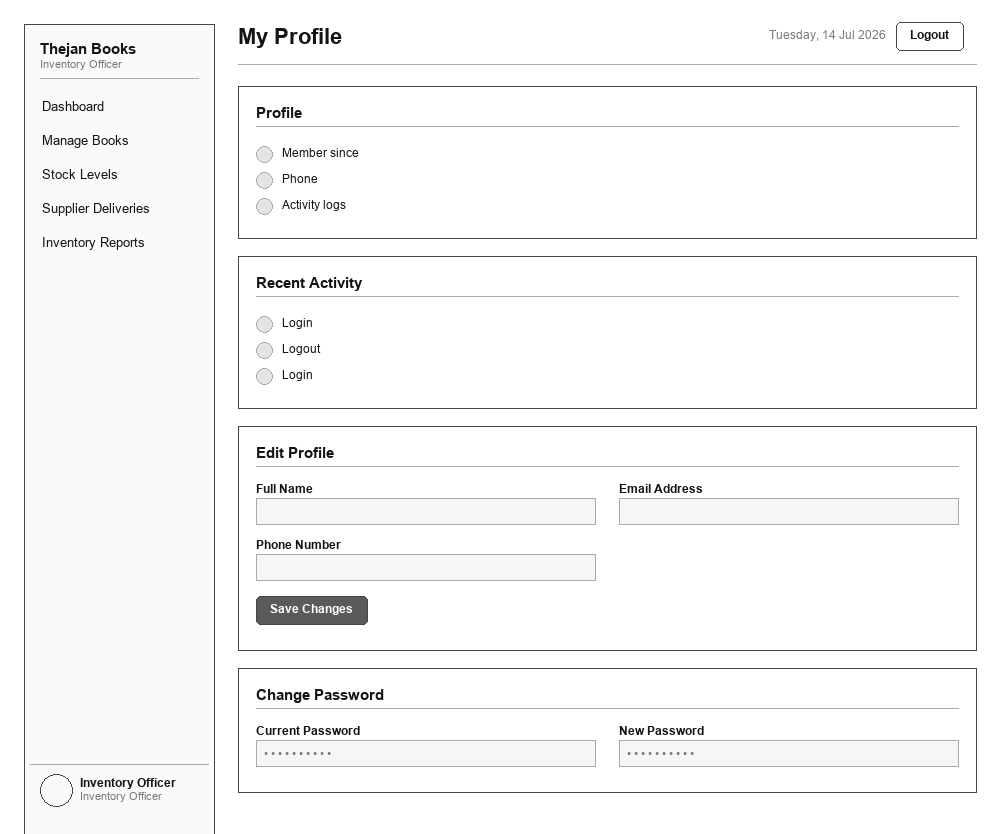 Thejan Books
Inventory Officer
Dashboard
Manage Books
Stock Levels
Supplier Deliveries
Inventory Reports
Inventory Officer
Inventory Officer
My Profile
Tuesday, 14 Jul 2026
Logout
Profile
Member since
Phone
Activity logs
Recent Activity
Login
Logout
Login
Edit Profile
Full Name
Email Address
Phone Number
Save Changes
Change Password
Current Password
New Password
••••••••••
••••••••••